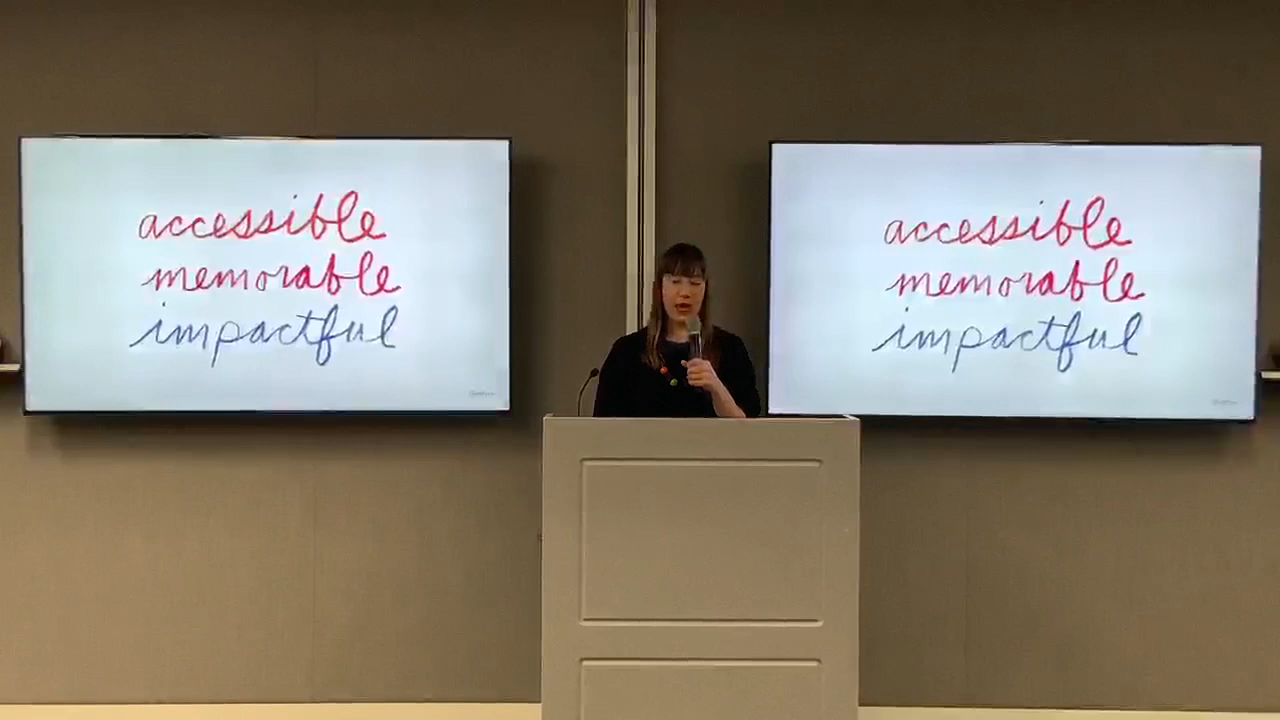 accessible
memorable
impactful
accessible
memorable
impactful